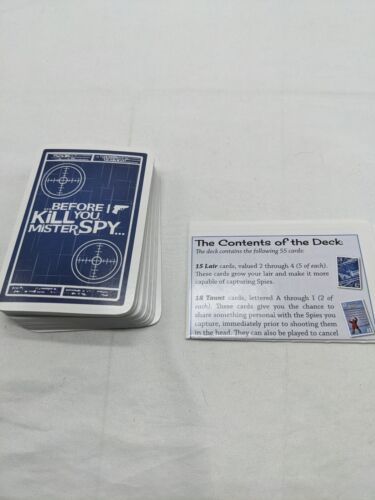 ...BEFORE I
KILL YOU,
MISTER SPY...
The Contents of the Deck:
The deck contains the following 55 cards:
15 Lair cards, valued 2 through 4 (5 of each).
These cards grow your lair and make it more
capable of capturing Spies.
18 Taunt cards, lettered A through I (2 of
each). These cards give you the chance to
share something personal with the Spies you
capture, immediately prior to shooting them
in the head. They can also be played to cancel